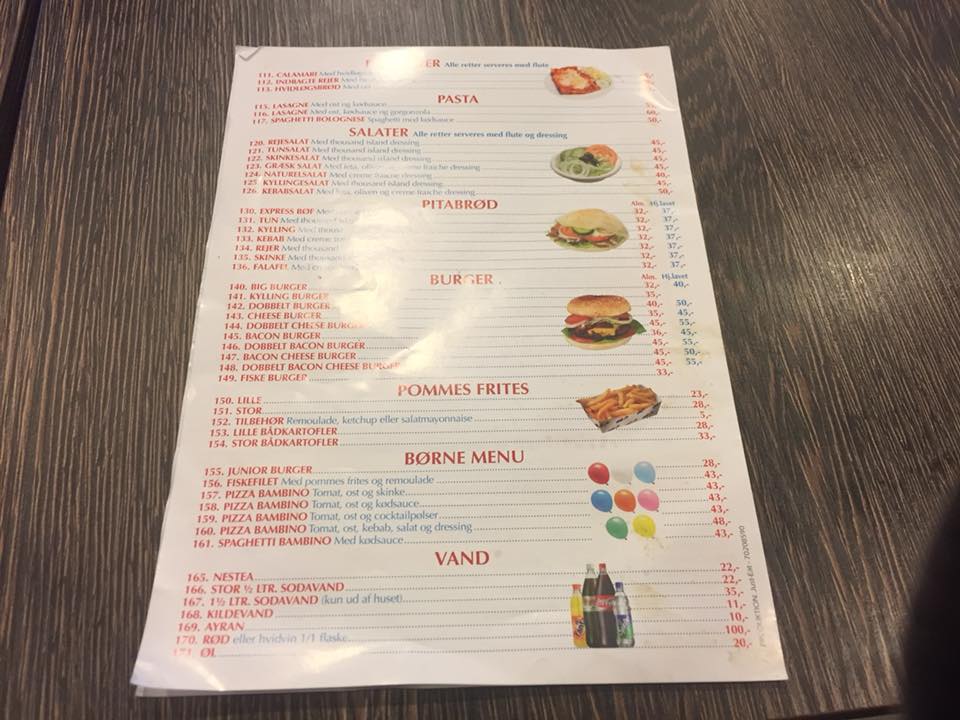 Alle retter serveres med flute
111. CALAMARI Med
112. INDBAGTE REJER Med
113. HVIDLØGSBRØD Med
PASTA
115. LASAGNE Med ost og kødsauce
116. LASAGNE Med ost, kødsauce og gorgonzola 60,-
117. SPAGHETTI BOLOGNESE Spaghetti med kødsauce 50,-
SALATER Alle retter serveres med flute og dressing
120. REJESALAT Med thousand island dressing 45,-
121. TUNSALAT Med thousand island dressing 45,-
122. SKINKESALAT Med thousand island dressing 45,-
123. GRÆSK SALAT Med feta, oliven og creme fraiche dressing 45,-
124. NATURELSALAT Med creme fraiche dressing 40,-
125. KYLLINGESALAT Med thousand island dressing 45,-
126. KEBABSALAT Med feta, oliven og creme fraiche dressing 50,-
PITABRØD Alm. Hj.lavet
130. EXPRESS BØF Med 32,- 37,-
131. TUN Med thousand island 32,- 37,-
132. KYLLING Med thousand 32,- 37,-
133. KEBAB Med creme 32,- 37,-
134. REJER Med thousand 32,- 37,-
135. SKINKE Med thousand 32,- 37,-
136. FALAFEL Med creme 32,- 37,-
BURGER Alm. Hj.lavet
140. BIG BURGER 32,- 40,-
141. KYLLING BURGER 35,-
142. DOBBELT BURGER 40,- 50,-
143. CHEESE BURGER 35,- 45,-
144. DOBBELT CHEESE BURGER 45,- 55,-
145. BACON BURGER 36,- 45,-
146. DOBBELT BACON BURGER 45,- 55,-
147. BACON CHEESE BURGER 45,- 50,-
148. DOBBELT BACON CHEESE BURGER 45,- 55,-
149. FISKE BURGER 33,-
POMMES FRITES
150. LILLE 23,-
151. STOR 28,-
152. TILBEHØR Remoulade, ketchup eller salatmayonnaise 5,-
153. LILLE BÅDKARTOFLER 28,-
154. STOR BÅDKARTOFLER 33,-
BØRNE MENU
155. JUNIOR BURGER 28,-
156. FISKEFILET Med pommes frites og remoulade 43,-
157. PIZZA BAMBINO Tomat, ost og skinke 43,-
158. PIZZA BAMBINO Tomat, ost og kødsauce 43,-
159. PIZZA BAMBINO Tomat, ost og cocktailpølser 43,-
160. PIZZA BAMBINO Tomat, ost, kebab, salat og dressing 48,-
161. SPAGHETTI BAMBINO Med kødsauce 43,-
VAND
165. NESTEA 22,-
166. STOR ½ LTR. SODAVAND 22,-
167. 1½ LTR. SODAVAND (kun ud af huset) 35,-
168. KILDEVAND 11,-
169. AYRAN 10,-
170. RØD eller hvidvin 1/1 flaske 100,-
171. ØL 20,-
Just-Eat - 70208590